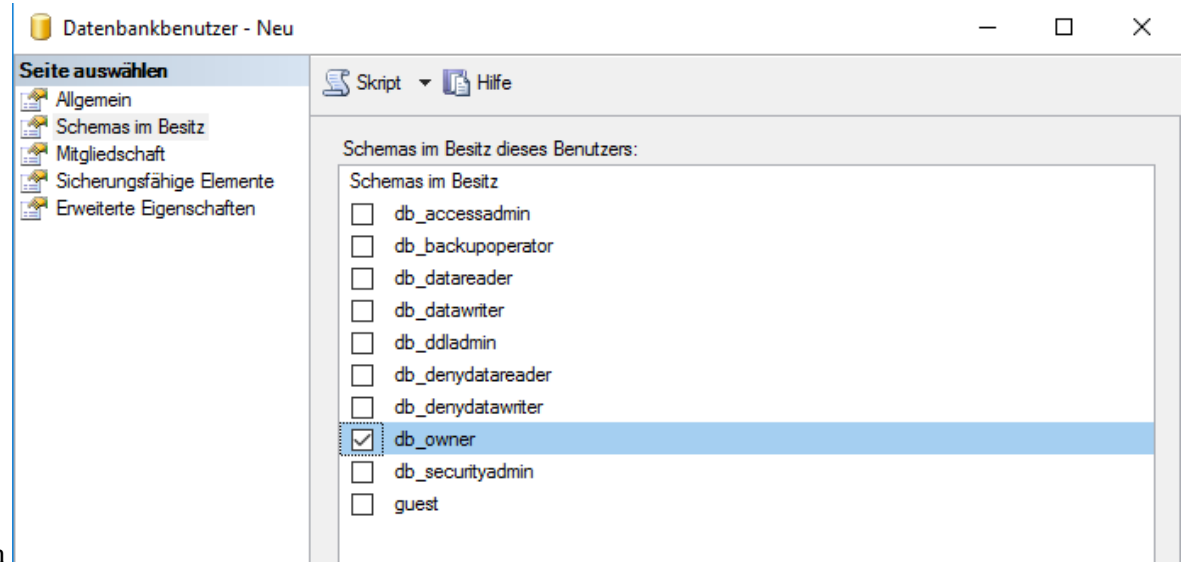 Datenbankbenutzer - Neu
Seite auswählen
Allgemein
Schemas im Besitz
Mitgliedschaft
Sicherungsfähige Elemente
Erweiterte Eigenschaften
Skript Hilfe
Schemas im Besitz dieses Benutzers:
Schemas im Besitz
db_accessadmin
db_backupoperator
db_datareader
db_datawriter
db_ddladmin
db_denydatareader
db_denydatawriter
db_owner
db_securityadmin
guest